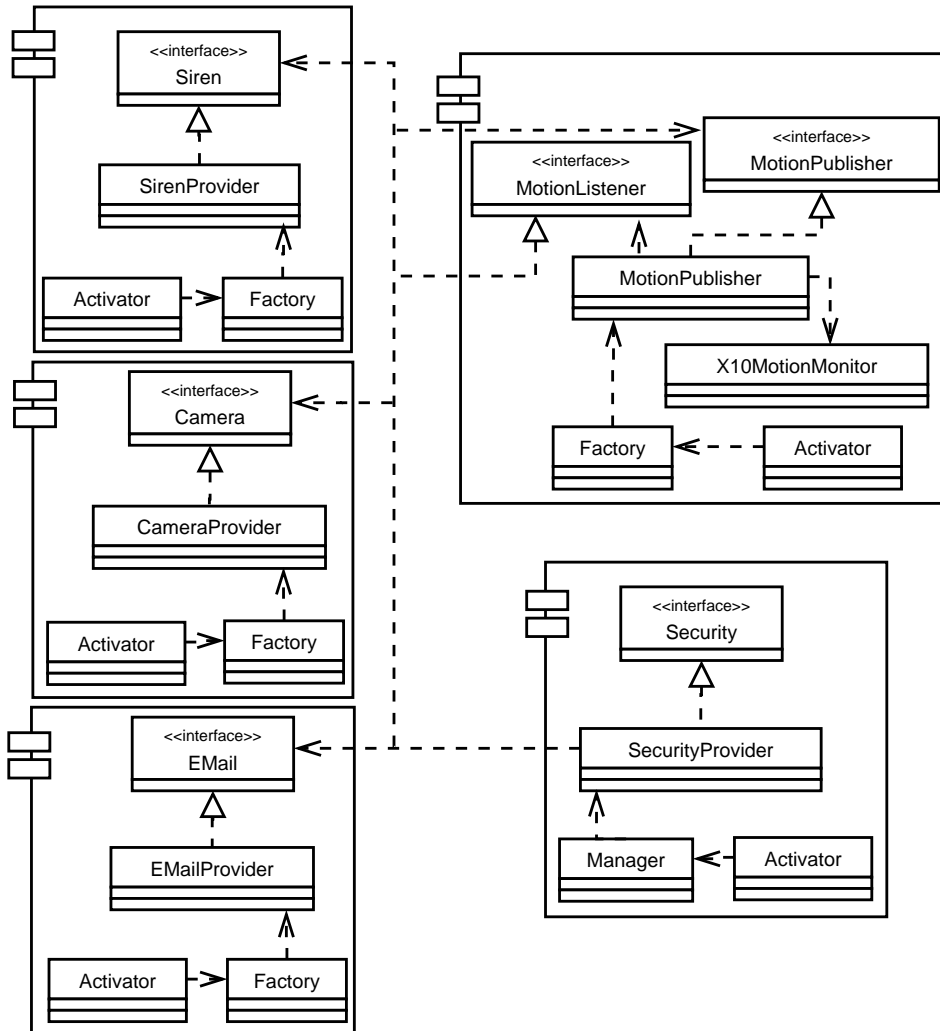 <<interface>>
Siren
SirenProvider
Activator
Factory
<<interface>>
Camera
CameraProvider
Activator
Factory
<<interface>>
EMail
EMailProvider
Activator
Factory
<<interface>>
MotionListener
<<interface>>
MotionPublisher
MotionPublisher
X10MotionMonitor
Factory
Activator
<<interface>>
Security
SecurityProvider
Manager
Activator